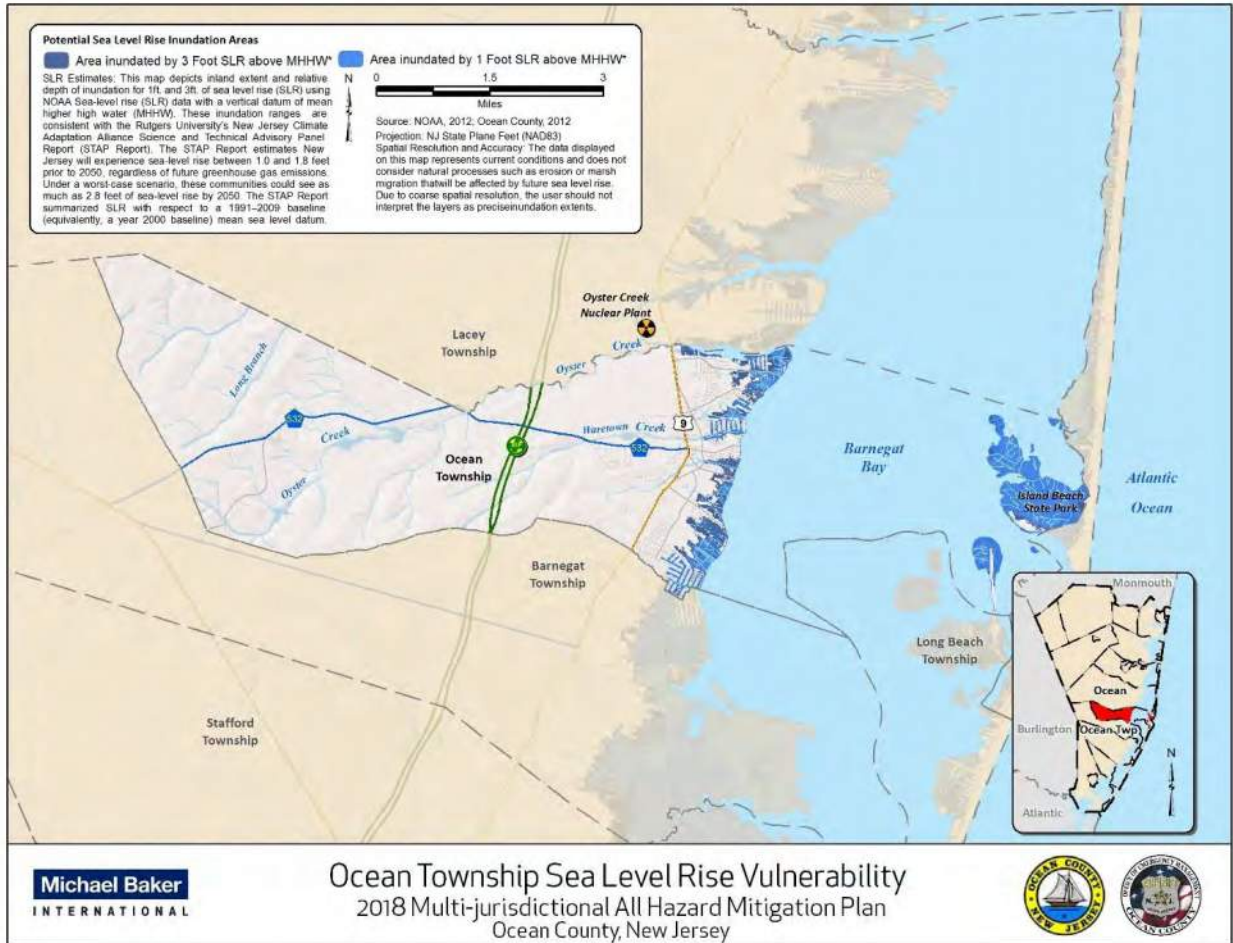 Potential Sea Level Rise Inundation Areas
Area inundated by 3 Foot SLR above MHHW*
Area inundated by 1 Foot SLR above MHHW*
SLR Estimates: This map depicts inland extent and relative
depth of inundation for 1ft. and 3ft. of sea level rise (SLR) using
NOAA Sea-level rise (SLR) data with a vertical datum of mean
higher high water (MHHW). These inundation ranges are
consistent with the Rutgers University's New Jersey Climate
Adaptation Alliance Science and Technical Advisory Panel
Report (STAP Report). The STAP Report estimates New
Jersey will experience sea-level rise between 1.0 and 1.8 feet
prior to 2050, regardless of future greenhouse gas emissions.
Under a worst-case scenario, these communities could see as
much as 2.8 feet of sea-level rise by 2050. The STAP Report
summarized SLR with respect to a 1991-2009 baseline
(equivalently, a year 2000 baseline) mean sea level datum.
N
0 1.5 3
Miles
Source: NOAA, 2012; Ocean County, 2012
Projection: NJ State Plane Feet (NAD83)
Spatial Resolution and Accuracy: The data displayed
on this map represents current conditions and does not
consider natural processes such as erosion or marsh
migration thatwill be affected by future sea level rise.
Due to coarse spatial resolution, the user should not
interpret the layers as preciseinundation extents.
Oyster Creek
Nuclear Plant
Lacey
Township
Oyster Creek
Long Branch
532
Creek
Oyster
Waretown Creek
9
532
Ocean
Township
Barnegat
Bay
Island Beach
State Park
Atlantic
Ocean
Barnegat
Township
Long Beach
Township
Stafford
Township
Monmouth
Ocean
Burlington
Ocean Twp
N
Atlantic
Michael Baker
INTERNATIONAL
Ocean Township Sea Level Rise Vulnerability
2018 Multi-jurisdictional All Hazard Mitigation Plan
Ocean County, New Jersey
OCEAN COUNTY
NEW JERSEY
OFFICE OF EMERGENCY MANAGEMENT
OCEAN COUNTY